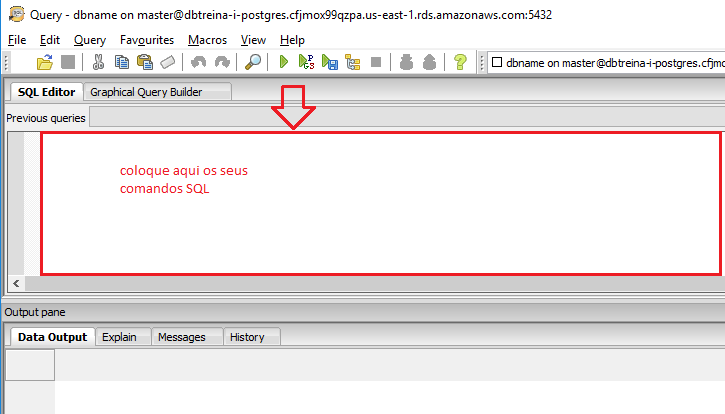 Query - dbname on master@dbtreina-i-postgres.cfjmox99qzpa.us-east-1.rds.amazonaws.com:5432
File Edit Query Favourites Macros View Help
dbname on master@dbtreina-i-postgres.cfjmo
SQL Editor Graphical Query Builder
Previous queries
coloque aqui os seus
comandos SQL
Output pane
Data Output Explain Messages History